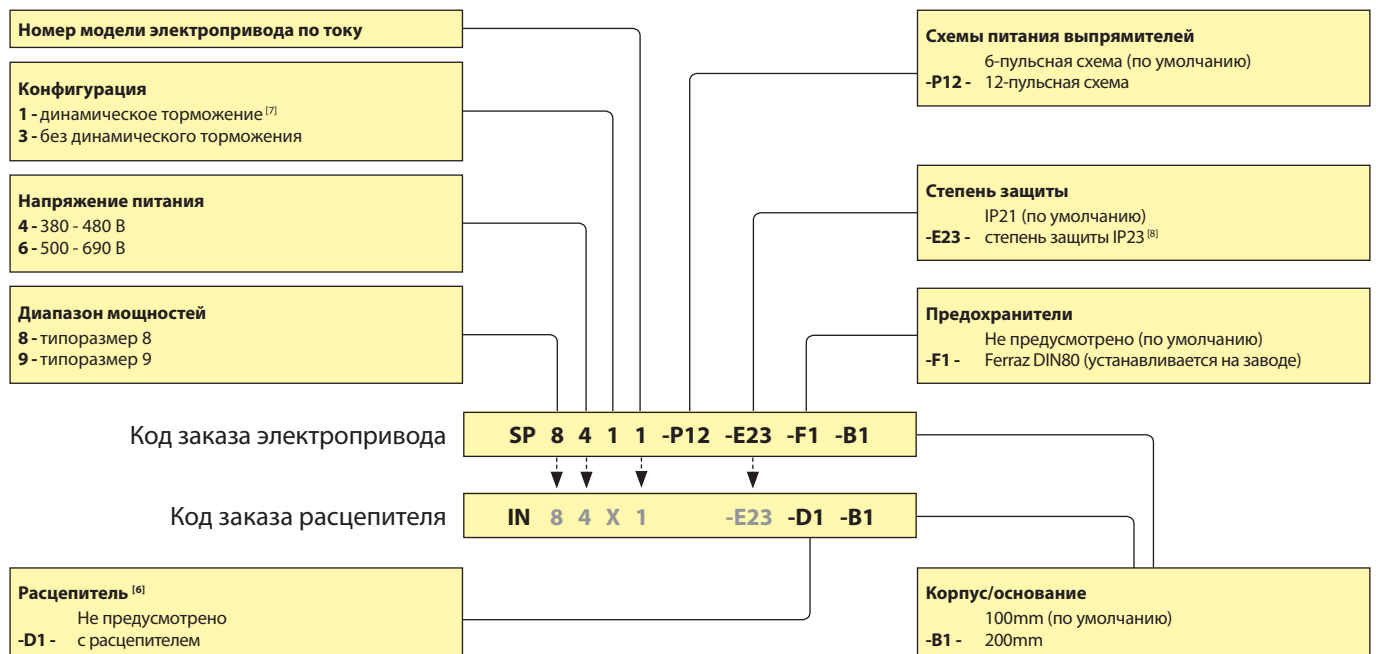 Номер модели электропривода по току
Конфигурация
1 - динамическое торможение [7]
3 - без динамического торможения
Напряжение питания
4 - 380 - 480 В
6 - 500 - 690 В
Диапазон мощностей
8 - типоразмер 8
9 - типоразмер 9
Схемы питания выпрямителей
6-пульсная схема (по умолчанию)
-P12 - 12-пульсная схема
Степень защиты
IP21 (по умолчанию)
-E23 - степень защиты IP23 [8]
Предохранители
Не предусмотрено (по умолчанию)
-F1 - Ferraz DIN80 (устанавливается на заводе)
Код заказа электропривода SP 8 4 1 1 -P12 -E23 -F1 -B1
Код заказа расцепителя IN 8 4 X 1 -E23 -D1 -B1
Расцепитель [6]
Не предусмотрено
-D1 - с расцепителем
Корпус/основание
100mm (по умолчанию)
-B1 - 200mm